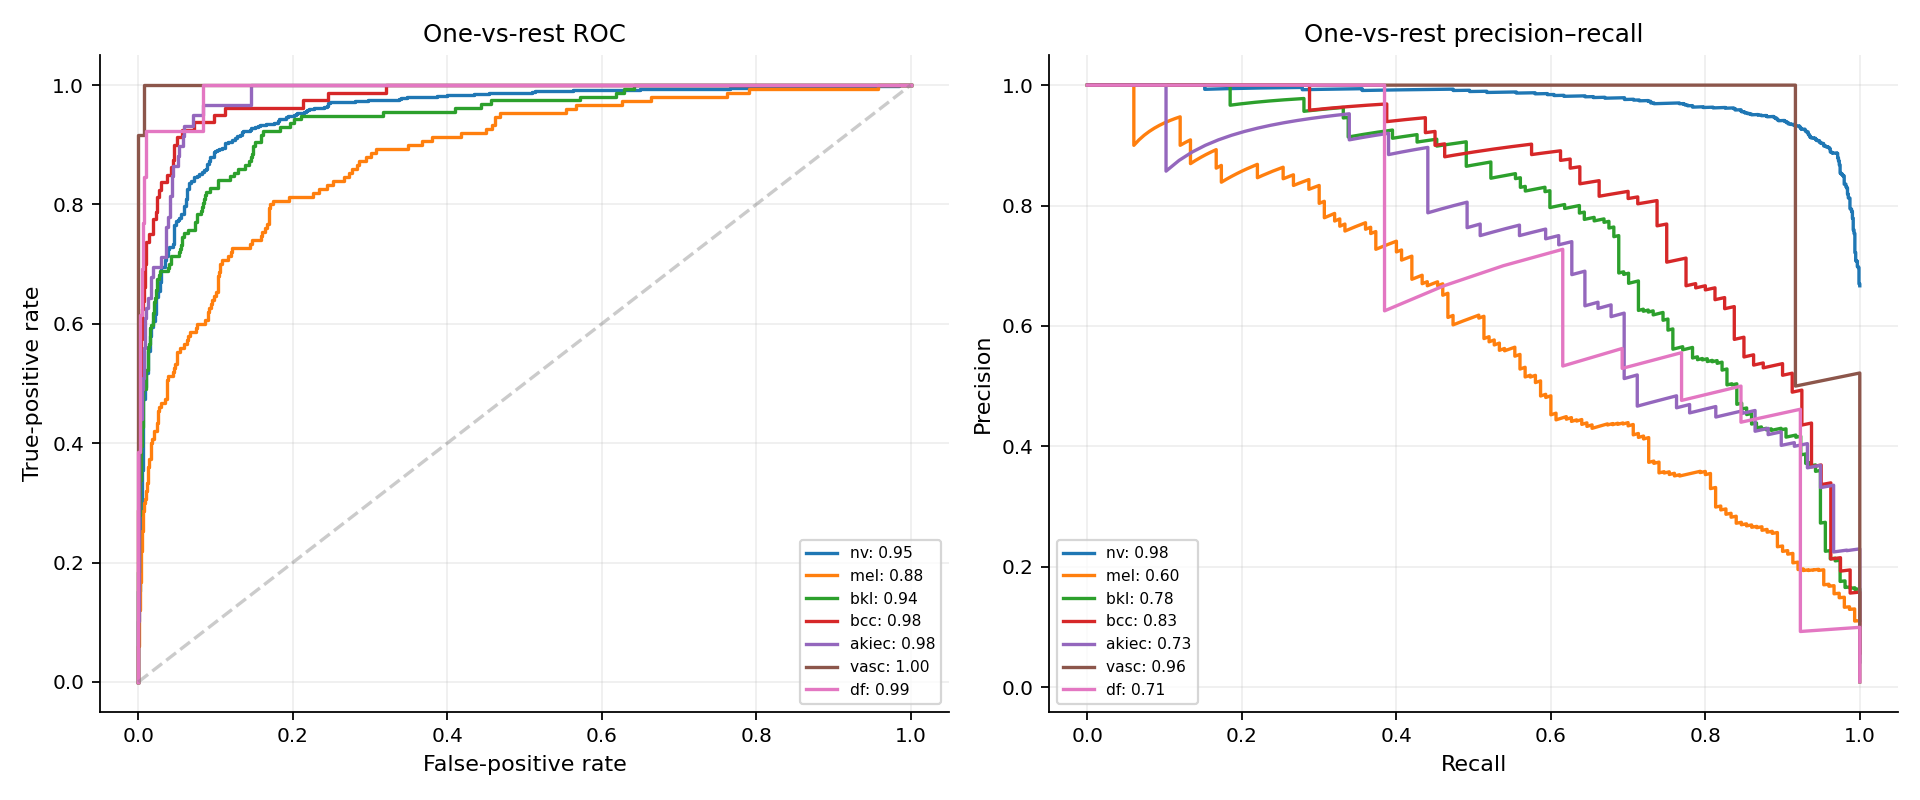 One-vs-rest ROC
True-positive rate
1.0
0.8
0.6
0.4
0.2
0.0
0.0 0.2 0.4 0.6 0.8 1.0
False-positive rate
nv: 0.95
mel: 0.88
bkl: 0.94
bcc: 0.98
akiec: 0.98
vasc: 1.00
df: 0.99
One-vs-rest precision–recall
Precision
1.0
0.8
0.6
0.4
0.2
0.0
0.0 0.2 0.4 0.6 0.8 1.0
Recall
nv: 0.98
mel: 0.60
bkl: 0.78
bcc: 0.83
akiec: 0.73
vasc: 0.96
df: 0.71